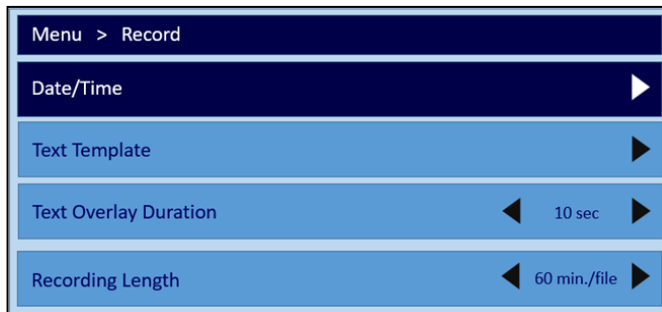 Menu > Record
Date/Time
Text Template
Text Overlay Duration 10 sec
Recording Length 60 min./file